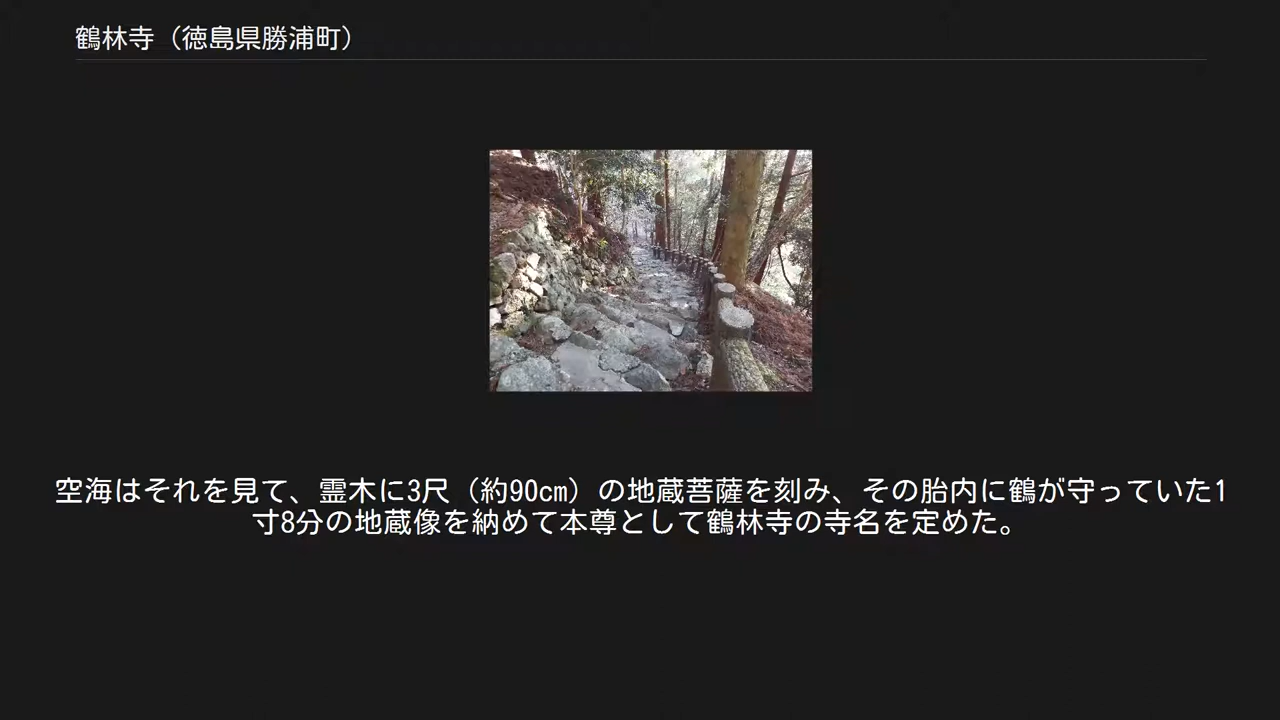 鶴林寺（徳島県勝浦町）
空海はそれを見て、霊木に3尺（約90cm）の地蔵菩薩を刻み、その胎内に鶴が守っていた1
寸8分の地蔵像を納めて本尊として鶴林寺の寺名を定めた。